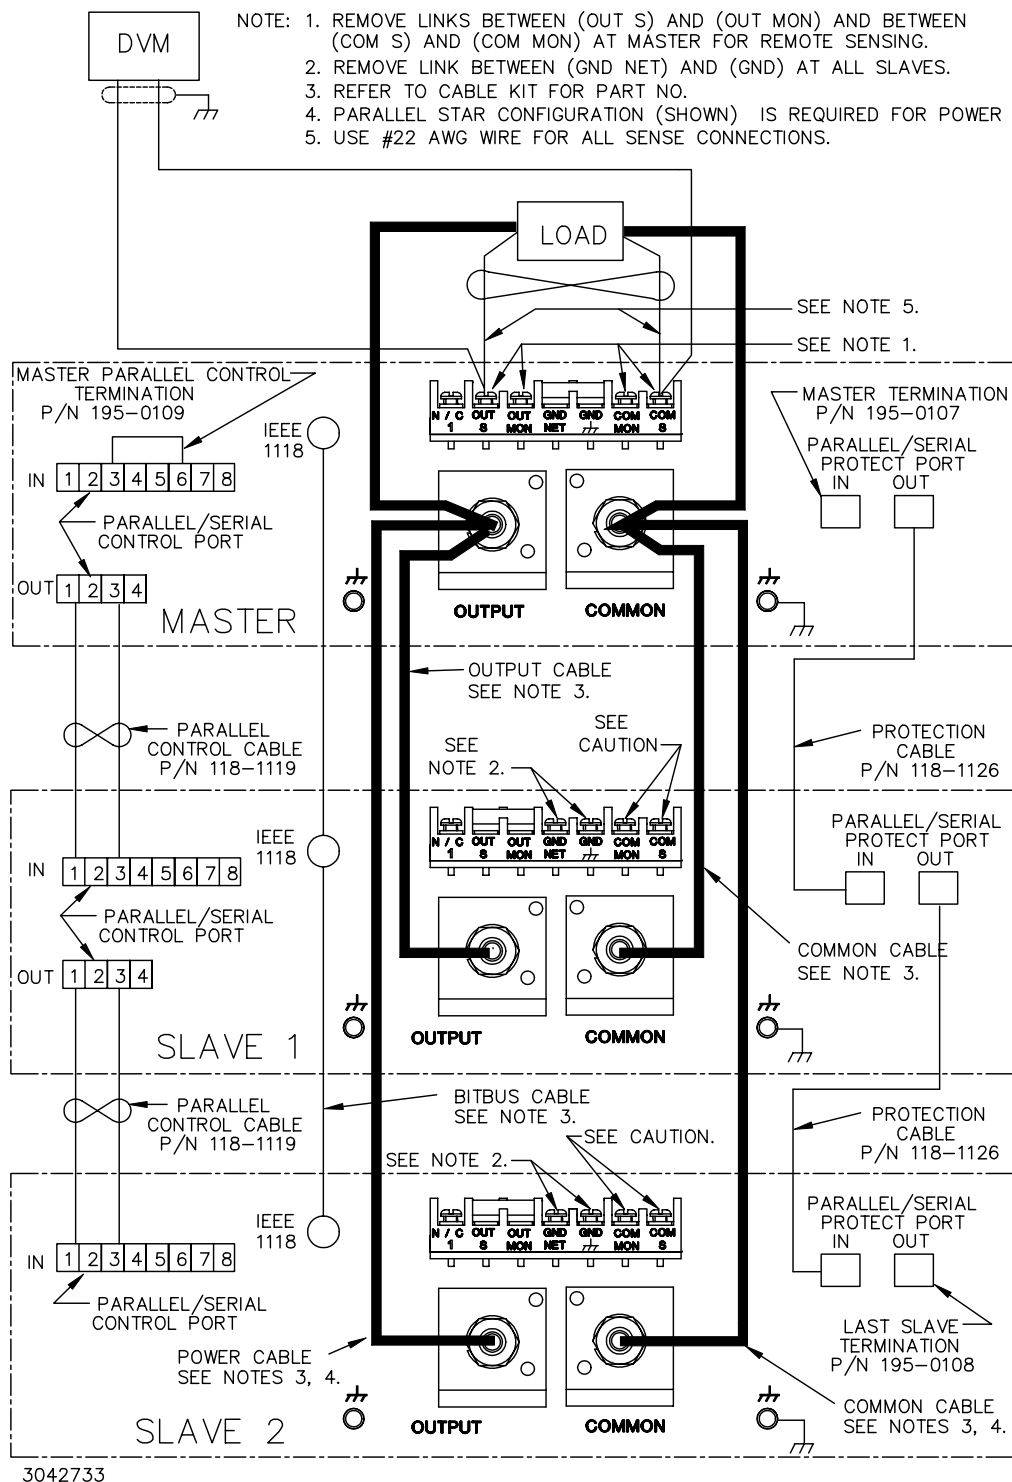 NOTE: 1. REMOVE LINKS BETWEEN (OUT S) AND (OUT MON) AND BETWEEN
(COM S) AND (COM MON) AT MASTER FOR REMOTE SENSING.
2. REMOVE LINK BETWEEN (GND NET) AND (GND) AT ALL SLAVES.
3. REFER TO CABLE KIT FOR PART NO.
4. PARALLEL STAR CONFIGURATION (SHOWN) IS REQUIRED FOR POWER
5. USE #22 AWG WIRE FOR ALL SENSE CONNECTIONS.
DVM
LOAD
SEE NOTE 5.
SEE NOTE 1.
MASTER PARALLEL CONTROL
TERMINATION
P/N 195-0109
IEEE
1118
N / C OUT OUT GND GND COM COM
1 S MON NET MON S
MASTER TERMINATION
P/N 195-0107
PARALLEL/SERIAL
PROTECT PORT
IN OUT
IN 1 2 3 4 5 6 7 8
PARALLEL/SERIAL
CONTROL PORT
OUT 1 2 3 4
MASTER
OUTPUT
COMMON
OUTPUT CABLE
SEE NOTE 3.
PARALLEL
CONTROL CABLE
P/N 118-1119
SEE
NOTE 2.
SEE
CAUTION
PROTECTION
CABLE
P/N 118-1126
IEEE
1118
N / C OUT OUT GND GND COM COM
1 S MON NET MON S
PARALLEL/SERIAL
PROTECT PORT
IN OUT
IN 1 2 3 4 5 6 7 8
PARALLEL/SERIAL
CONTROL PORT
OUT 1 2 3 4
COMMON CABLE
SEE NOTE 3.
SLAVE 1
OUTPUT
COMMON
PARALLEL
CONTROL CABLE
P/N 118-1119
BITBUS CABLE
SEE NOTE 3.
SEE NOTE 2.
SEE CAUTION.
PROTECTION
CABLE
P/N 118-1126
IEEE
1118
N / C OUT OUT GND GND COM COM
1 S MON NET MON S
PARALLEL/SERIAL
PROTECT PORT
IN OUT
IN 1 2 3 4 5 6 7 8
PARALLEL/SERIAL
CONTROL PORT
POWER CABLE
SEE NOTES 3, 4.
LAST SLAVE
TERMINATION
P/N 195-0108
COMMON CABLE
SEE NOTES 3, 4.
SLAVE 2
OUTPUT
COMMON
3042733